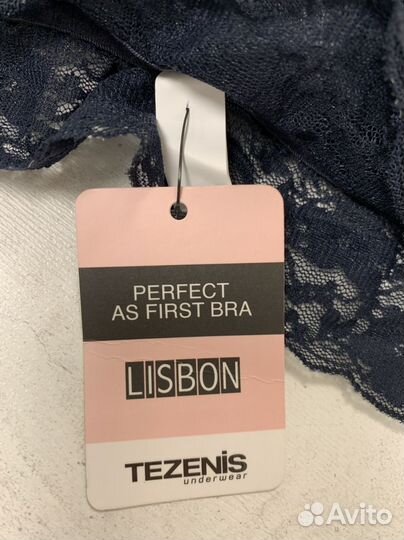 PERFECT
AS FIRST BRA
LISBON
TEZENIS
underwear
Avito